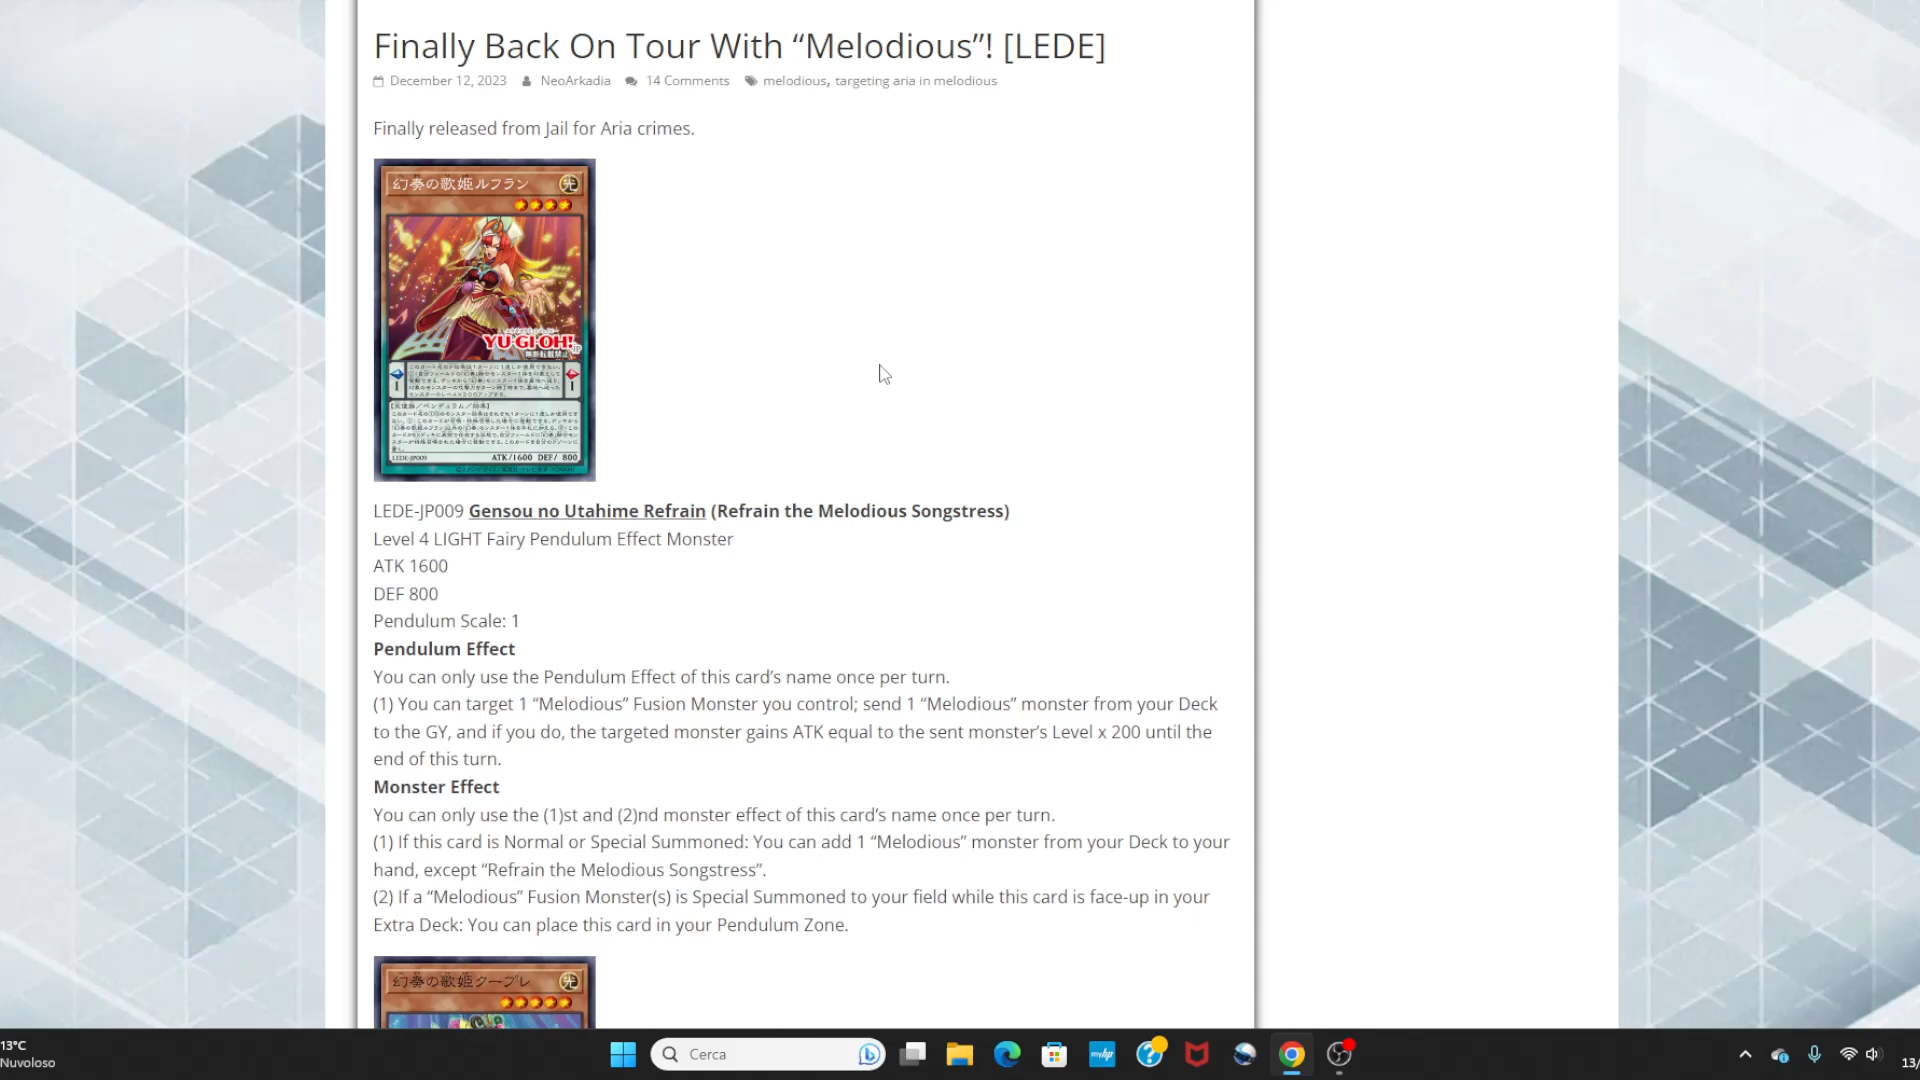 Finally Back On Tour With “Melodious”! [LEDE]
December 12, 2023 NeoArkadia 14 Comments melodious, targeting aria in melodious
Finally released from Jail for Aria crimes.
幻奏の歌姫ルフラン
光
YU-GI-OH!
1 1
LEDE-JP009 ATK/1600 DEF/ 800
LEDE-JP009 Gensou no Utahime Refrain (Refrain the Melodious Songstress)
Level 4 LIGHT Fairy Pendulum Effect Monster
ATK 1600
DEF 800
Pendulum Scale: 1
Pendulum Effect
You can only use the Pendulum Effect of this card’s name once per turn.
(1) You can target 1 “Melodious” Fusion Monster you control; send 1 “Melodious” monster from your Deck
to the GY, and if you do, the targeted monster gains ATK equal to the sent monster’s Level x 200 until the
end of this turn.
Monster Effect
You can only use the (1)st and (2)nd monster effect of this card’s name once per turn.
(1) If this card is Normal or Special Summoned: You can add 1 “Melodious” monster from your Deck to your
hand, except “Refrain the Melodious Songstress”.
(2) If a “Melodious” Fusion Monster(s) is Special Summoned to your field while this card is face-up in your
Extra Deck: You can place this card in your Pendulum Zone.
幻奏の歌姫クープレ
光
13°C
Nuvoloso
Cerca
myhp
13/